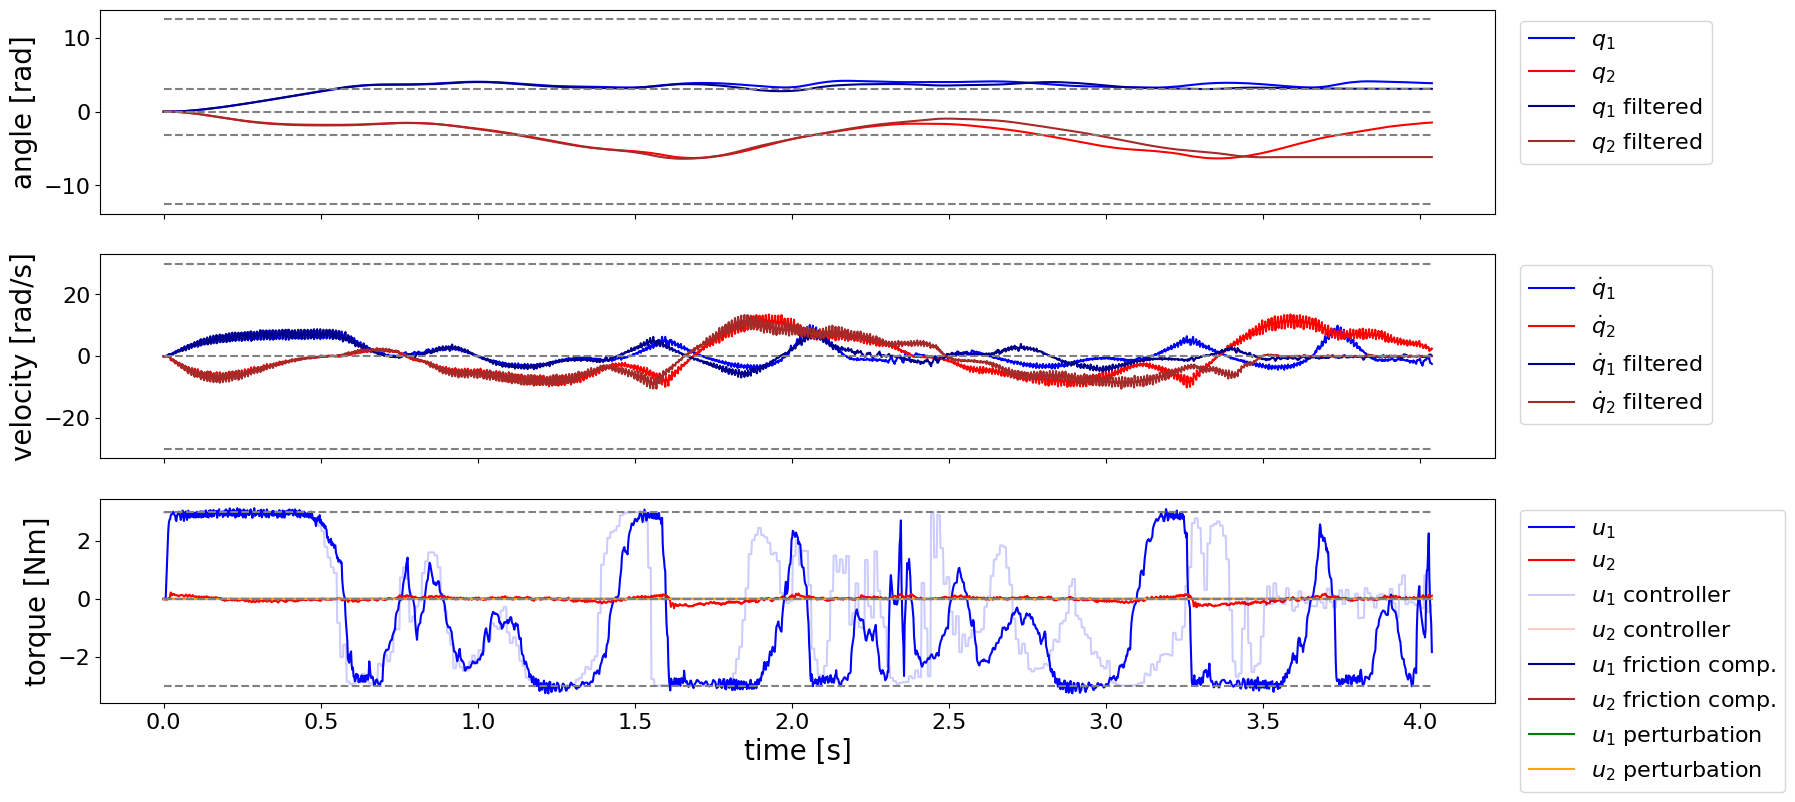 angle [rad]
10
0
−10
q₁
q₂
q₁ filtered
q₂ filtered
velocity [rad/s]
20
0
−20
q̇₁
q̇₂
q̇₁ filtered
q̇₂ filtered
torque [Nm]
2
0
−2
0.0 0.5 1.0 1.5 2.0 2.5 3.0 3.5 4.0
time [s]
u₁
u₂
u₁ controller
u₂ controller
u₁ friction comp.
u₂ friction comp.
u₁ perturbation
u₂ perturbation